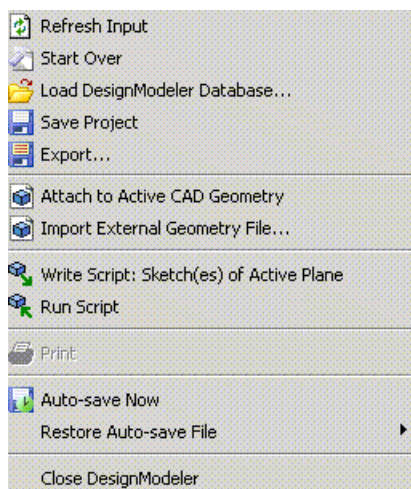 Refresh Input
Start Over
Load DesignModeler Database...
Save Project
Export...
Attach to Active CAD Geometry
Import External Geometry File...
Write Script: Sketch(es) of Active Plane
Run Script
Print
Auto-save Now
Restore Auto-save File
Close DesignModeler